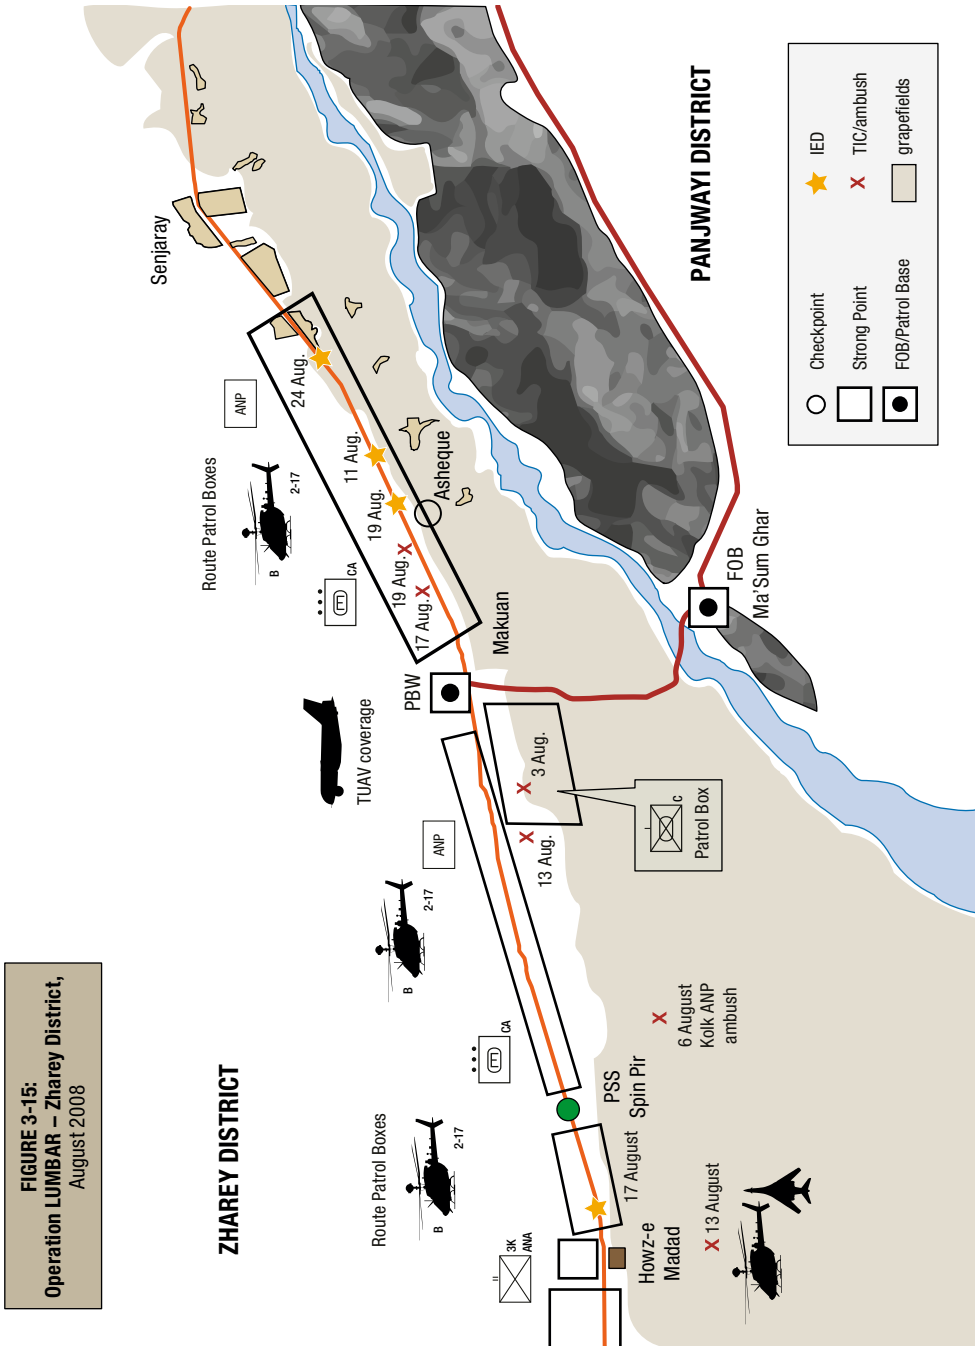 FIGURE 3-15:
Operation LUMBAR – Zharey District,
August 2008
ZHAREY DISTRICT
Route Patrol Boxes
B
2-17
3K
ANA
II
Howz-e
Madad
17 August
13 August
PSS
Spin Pir
CA
6 August
Kolk ANP
ambush
B
2-17
ANP
13 Aug.
3 Aug.
I
C
Patrol Box
TUAV coverage
PBW
Makuan
CA
Route Patrol Boxes
B
2-17
ANP
17 Aug.
19 Aug.
19 Aug.
11 Aug.
24 Aug.
Asheque
Senjaray
FOB
Ma'Sum Ghar
PANJWAYI DISTRICT
Checkpoint
Strong Point
FOB/Patrol Base
IED
TIC/ambush
grapefields